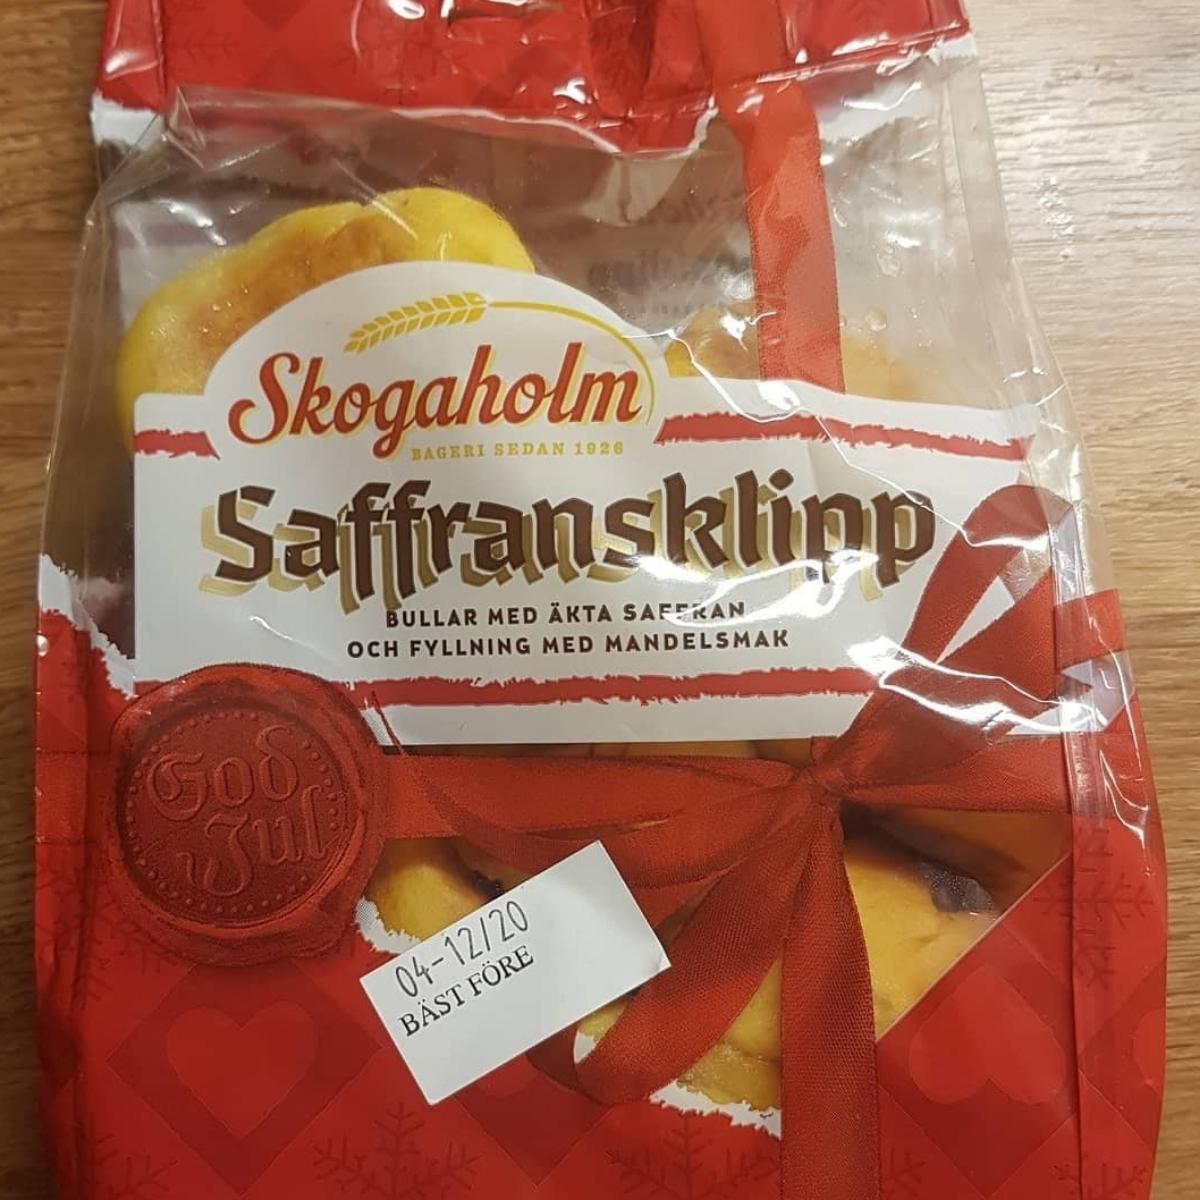 Skogaholm
BAGERI SEDAN 1926
Saffransklipp
BULLAR MED ÄKTA SAFFRAN
OCH FYLLNING MED MANDELSMAK
God
Jul
04-12/20
BÄST FÖRE